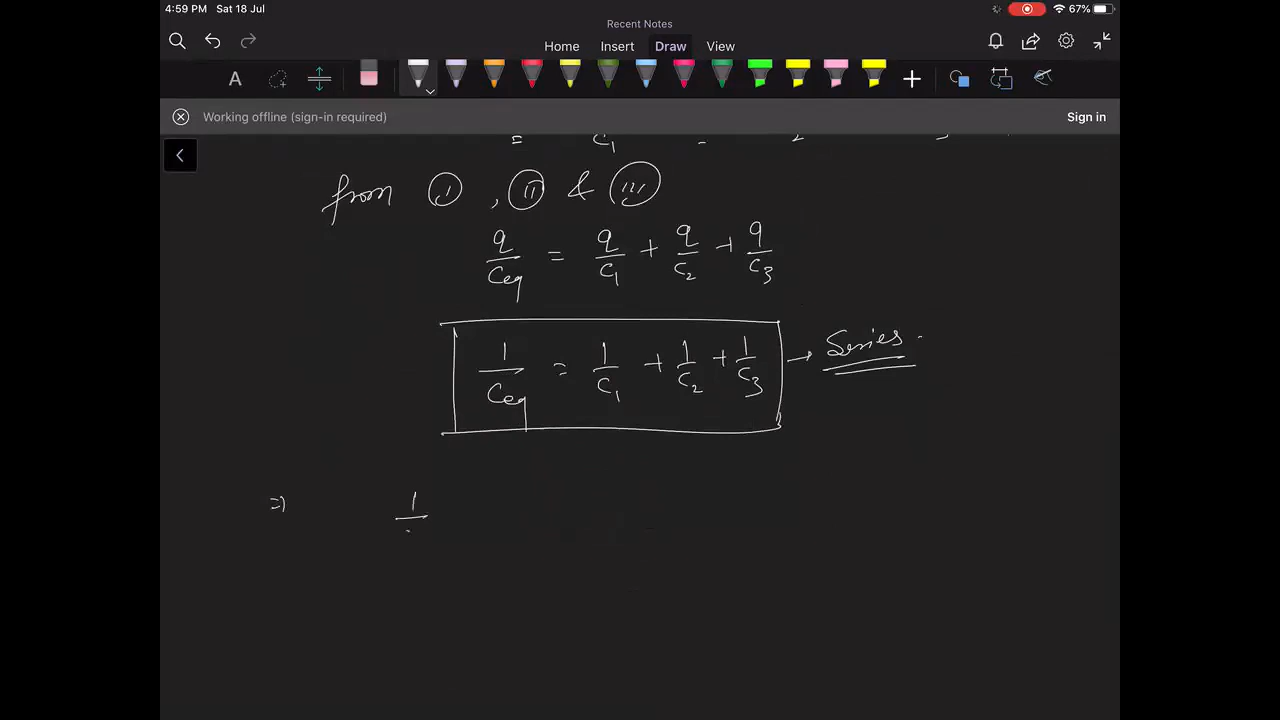 4:59 PM Sat 18 Jul
67%
Recent Notes
Home Insert Draw View
A
Working offline (sign-in required)
Sign in
= C₁
from (i), (ii) & (iii)
q/Ceq = q/C₁ + q/C₂ + q/C₃
1/Ceq = 1/C₁ + 1/C₂ + 1/C₃ → Series
⇒ 1